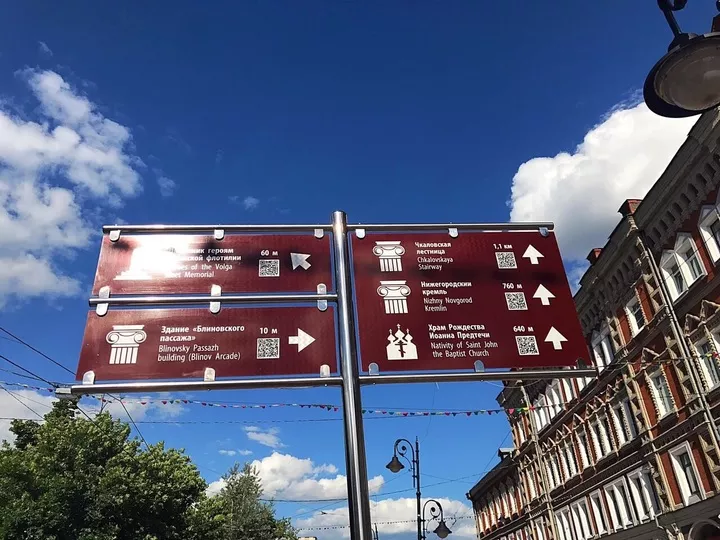 героям
флотилии
60 м
of the Volga
Memorial
Здание «Блиновского
пассажа»
10 м
Blinovsky Passazh
building (Blinov Arcade)
Чкаловская
лестница
1,1 км
Chkalovskaya
Stairway
Нижегородский
кремль
760 м
Nizhny Novgorod
Kremlin
Храм Рождества
Иоанна Предтечи
640 м
Nativity of Saint John
the Baptist Church